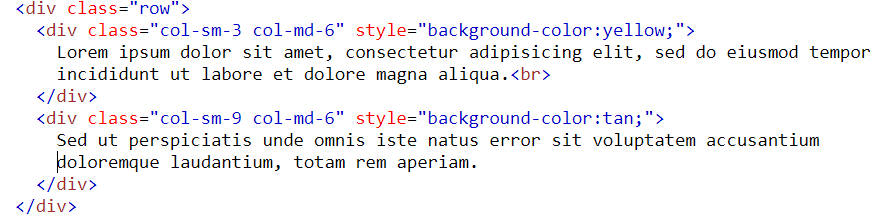 <div class="row">
<div class="col-sm-3 col-md-6" style="background-color:yellow;">
Lorem ipsum dolor sit amet, consectetur adipisicing elit, sed do eiusmod tempor
incididunt ut labore et dolore magna aliqua.<br>
</div>
<div class="col-sm-9 col-md-6" style="background-color:tan;">
Sed ut perspiciatis unde omnis iste natus error sit voluptatem accusantium
doloremque laudantium, totam rem aperiam.
</div>
</div>